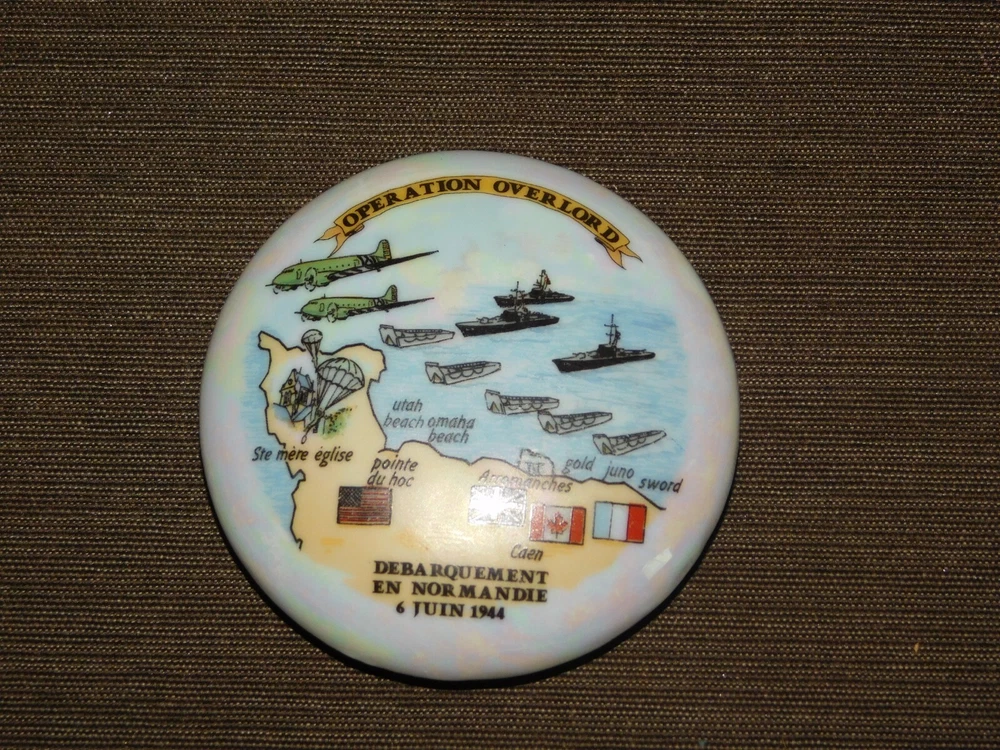 OPERATION OVERLORD
utah
beach
omaha
beach
Ste mère église
pointe
du hoc
Arromanches
gold
juno
sword
Caen
DEBARQUEMENT
EN NORMANDIE
6 JUIN 1944